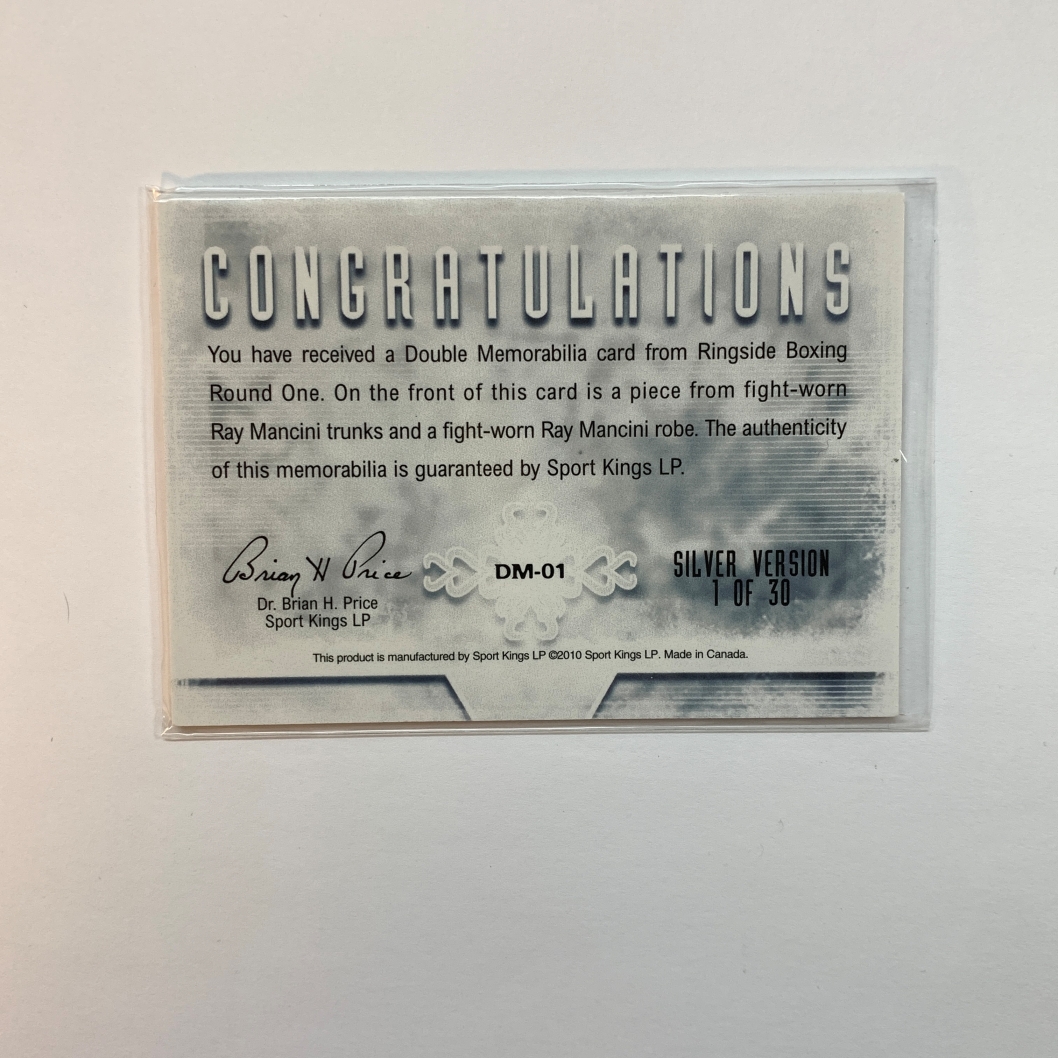 CONGRATULATIONS
You have received a Double Memorabilia card from Ringside Boxing
Round One. On the front of this card is a piece from fight-worn
Ray Mancini trunks and a fight-worn Ray Mancini robe. The authenticity
of this memorabilia is guaranteed by Sport Kings LP.
Brian H Price
Dr. Brian H. Price
Sport Kings LP
DM-01
SILVER VERSION
1 OF 30
This product is manufactured by Sport Kings LP ©2010 Sport Kings LP. Made in Canada.